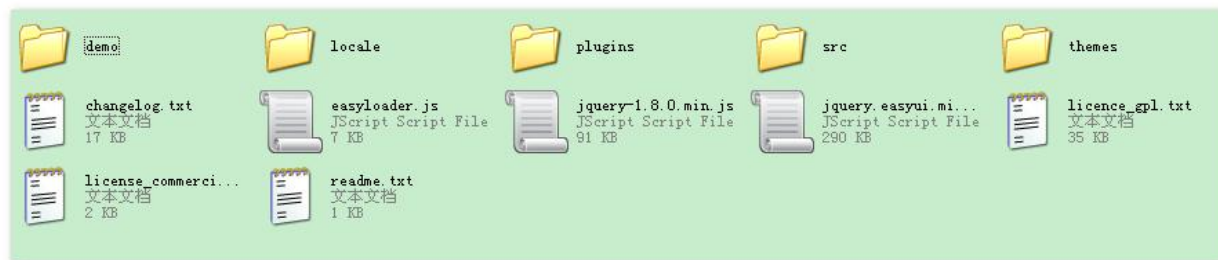 demo
locale
plugins
src
themes
changelog.txt
文本文档
17 KB
easyloader.js
JScript Script File
7 KB
jquery-1.8.0.min.js
JScript Script File
91 KB
jquery.easyui.mi...
JScript Script File
290 KB
licence_gpl.txt
文本文档
35 KB
license_commerci...
文本文档
2 KB
readme.txt
文本文档
1 KB